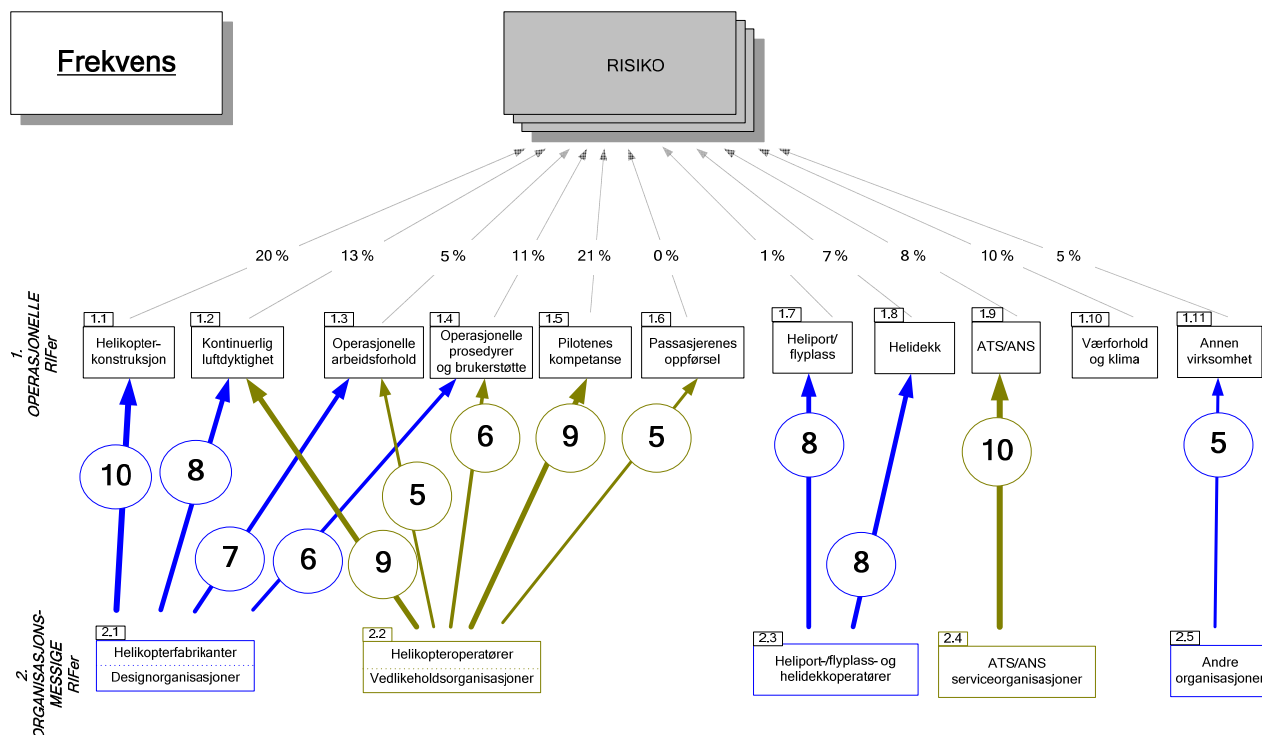 Frekvens
RISIKO
20 %
13 %
5 %
11 %
21 %
0 %
1 %
7 %
8 %
10 %
5 %
1.
OPERASJONELLE
RIFer
1.1
Helikopter-
konstruksjon
1.2
Kontinuerlig
luftdyktighet
1.3
Operasjonelle
arbeidsforhold
1.4
Operasjonelle
prosedyrer
og brukerstøtte
1.5
Pilotenes
kompetanse
1.6
Passasjerenes
oppførsel
1.7
Heliport/
flyplass
1.8
Helidekk
1.9
ATS/ANS
1.10
Værforhold
og klima
1.11
Annen
virksomhet
10
8
7
6
9
5
6
9
5
8
8
10
5
2.
ORGANISASJONS-
MESSIGE
RIFer
2.1
Helikopterfabrikanter
Designorganisasjoner
2.2
Helikopteroperatører
Vedlikeholdsorganisasjoner
2.3
Heliport-/flyplass- og
helidekkoperatører
2.4
ATS/ANS
serviceorganisasjoner
2.5
Andre
organisasjoner